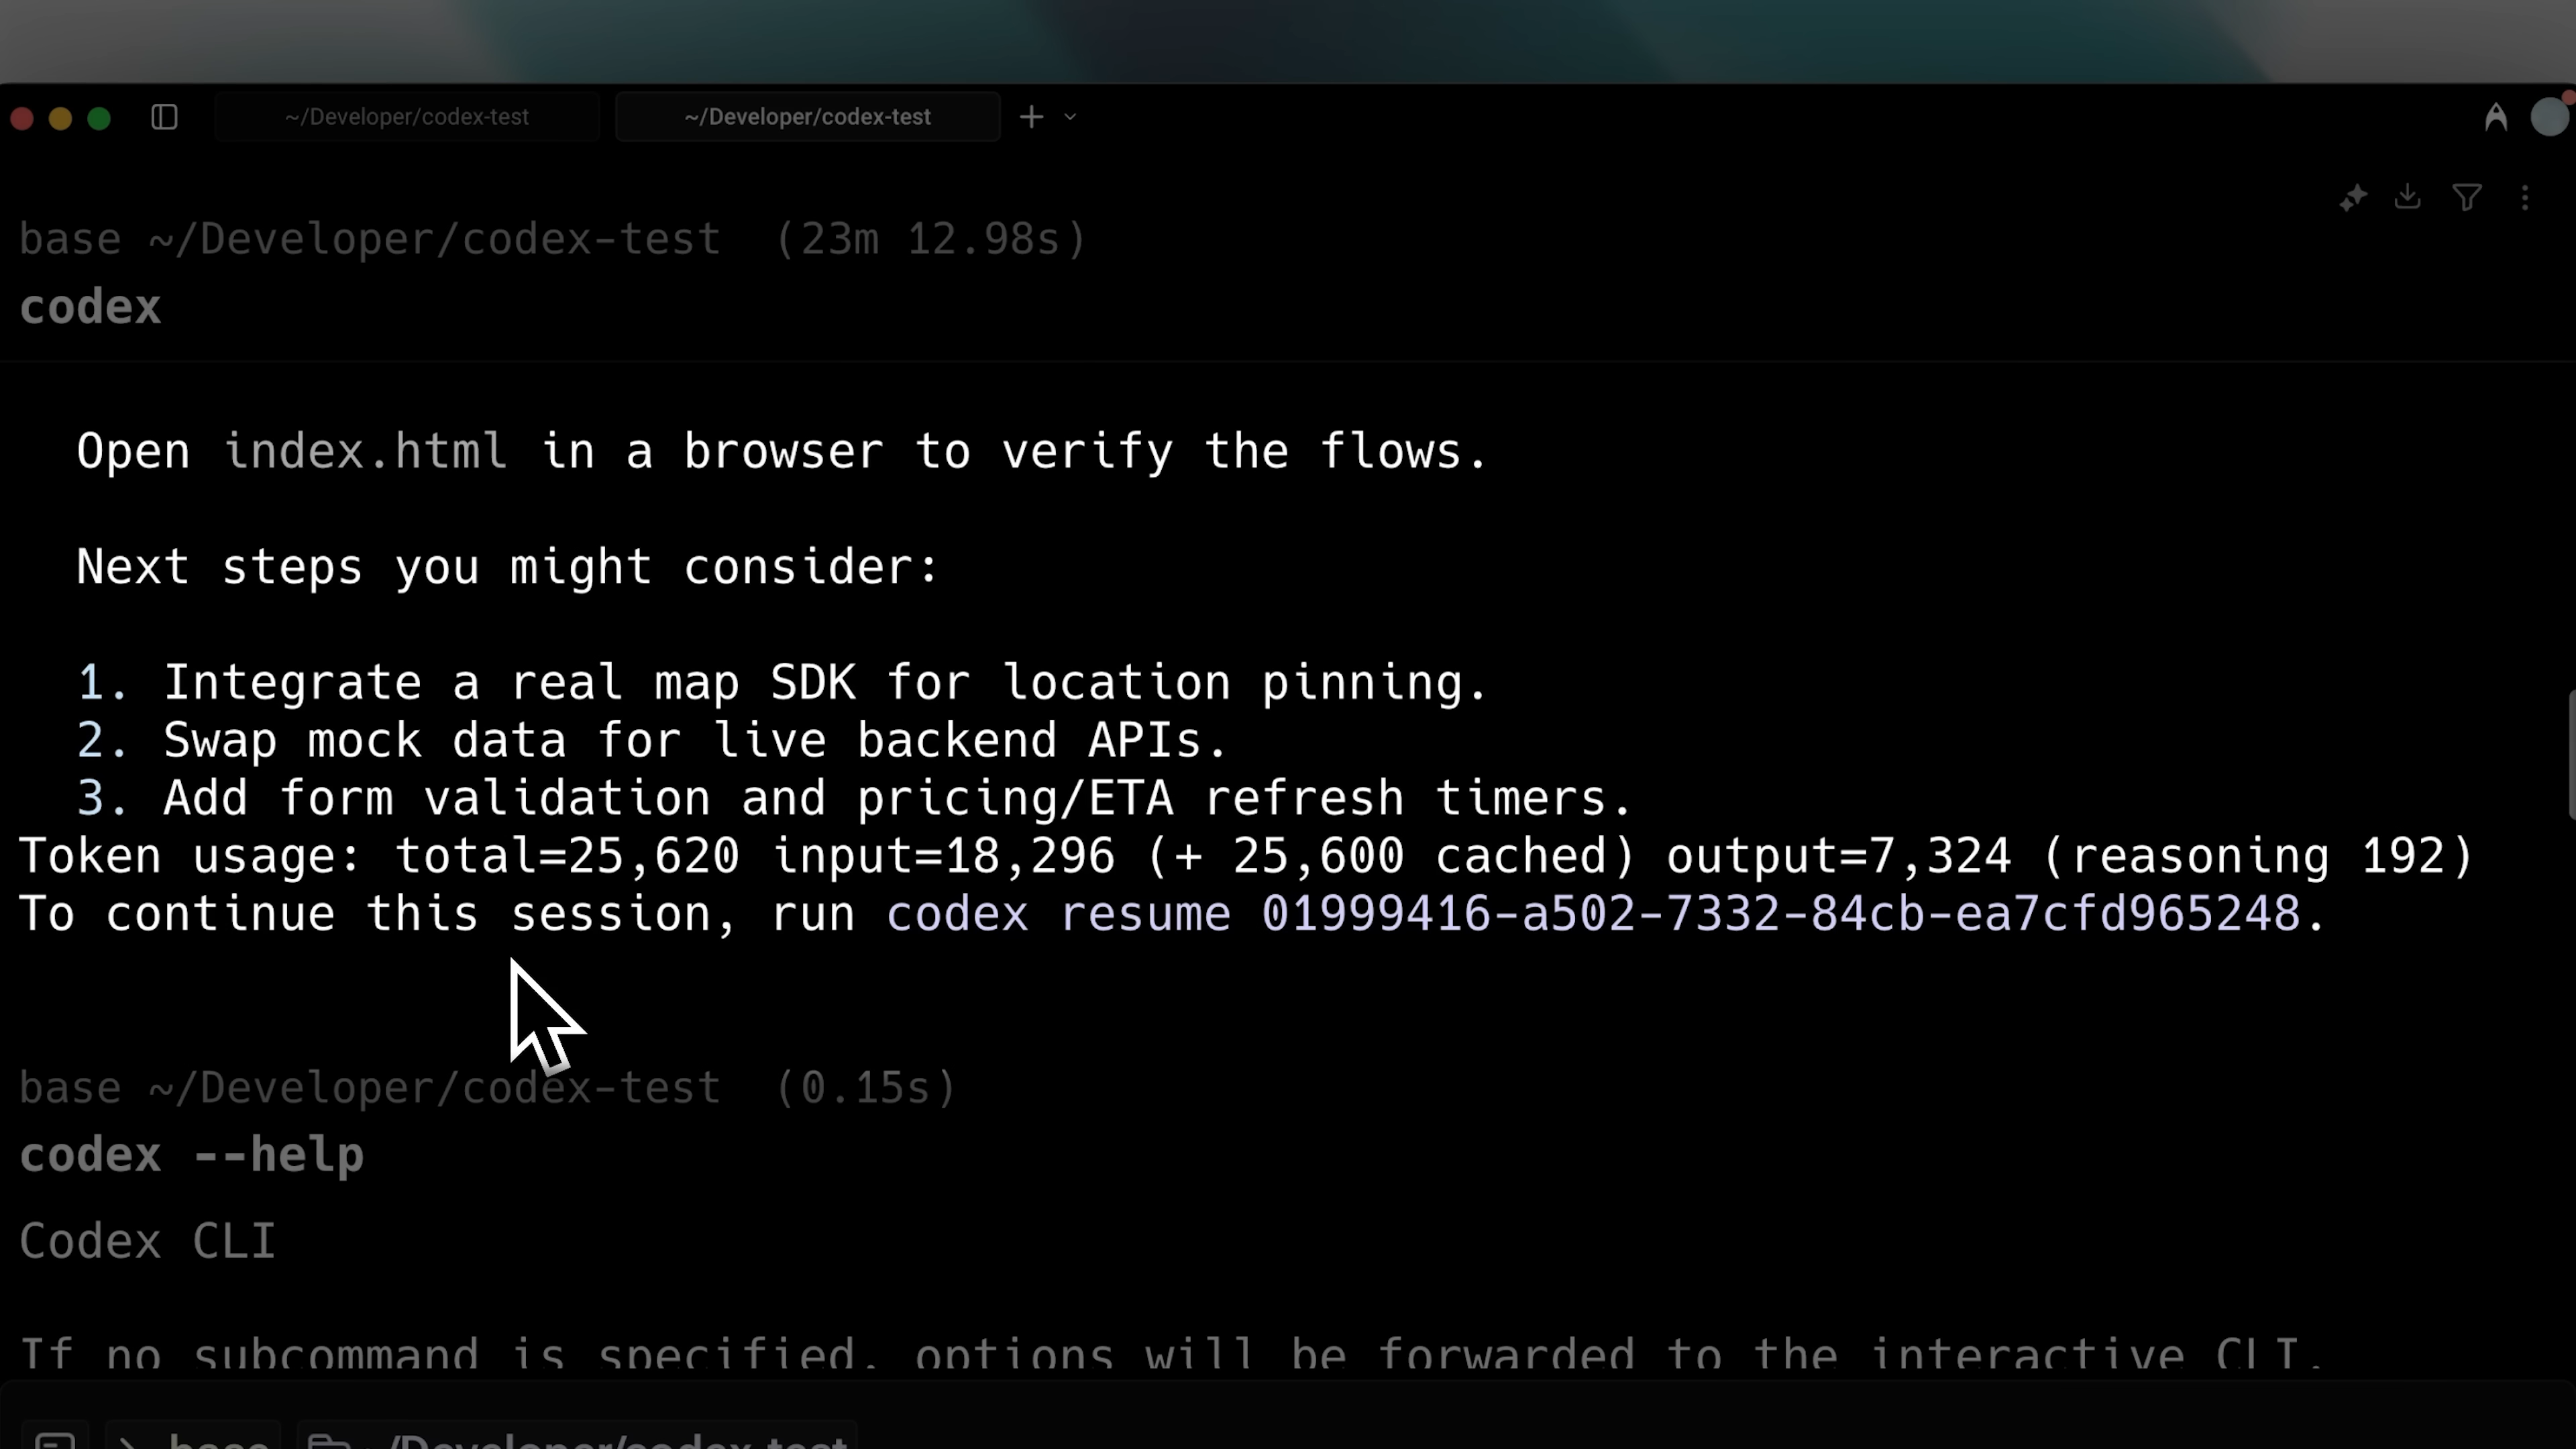 ~/Developer/codex-test
~/Developer/codex-test
base ~/Developer/codex-test (23m 12.98s)
codex
Open index.html in a browser to verify the flows.
Next steps you might consider:
1. Integrate a real map SDK for location pinning.
2. Swap mock data for live backend APIs.
3. Add form validation and pricing/ETA refresh timers.
Token usage: total=25,620 input=18,296 (+ 25,600 cached) output=7,324 (reasoning 192)
To continue this session, run codex resume 01999416-a502-7332-84cb-ea7cfd965248.
base ~/Developer/codex-test (0.15s)
codex --help
Codex CLI
If no subcommand is specified, options will be forwarded to the interactive CLI.
base ~/Developer/codex-test